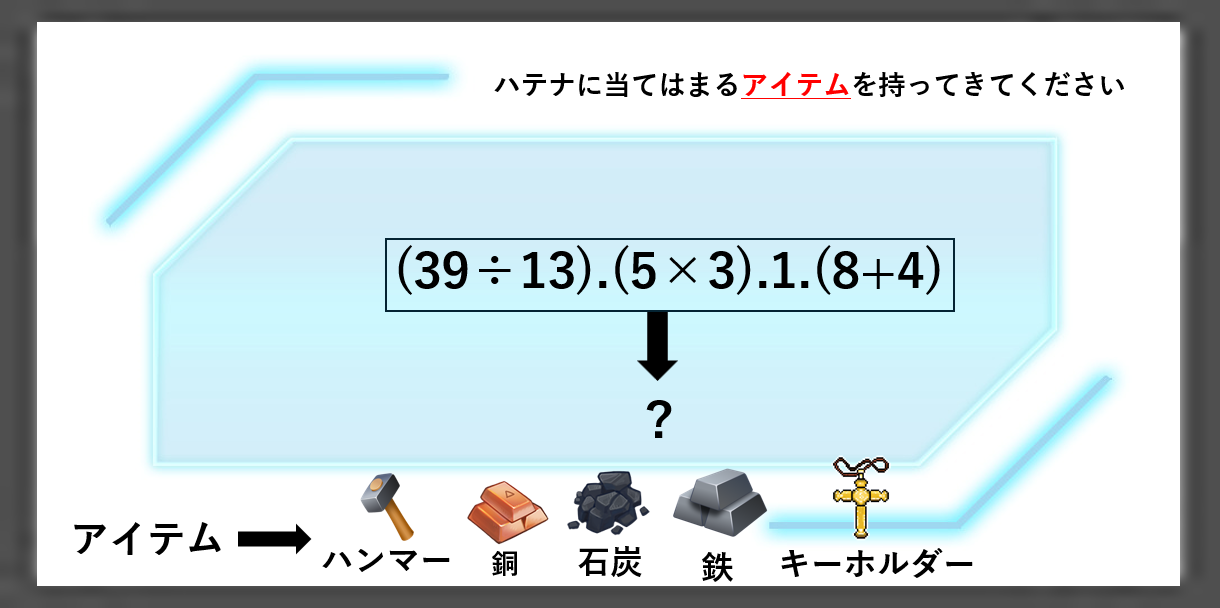 ハテナに当てはまるアイテムを持ってきてください
(39÷13).(5×3).1.(8+4)
?
アイテム
ハンマー
銅
石炭
鉄
キーホルダー